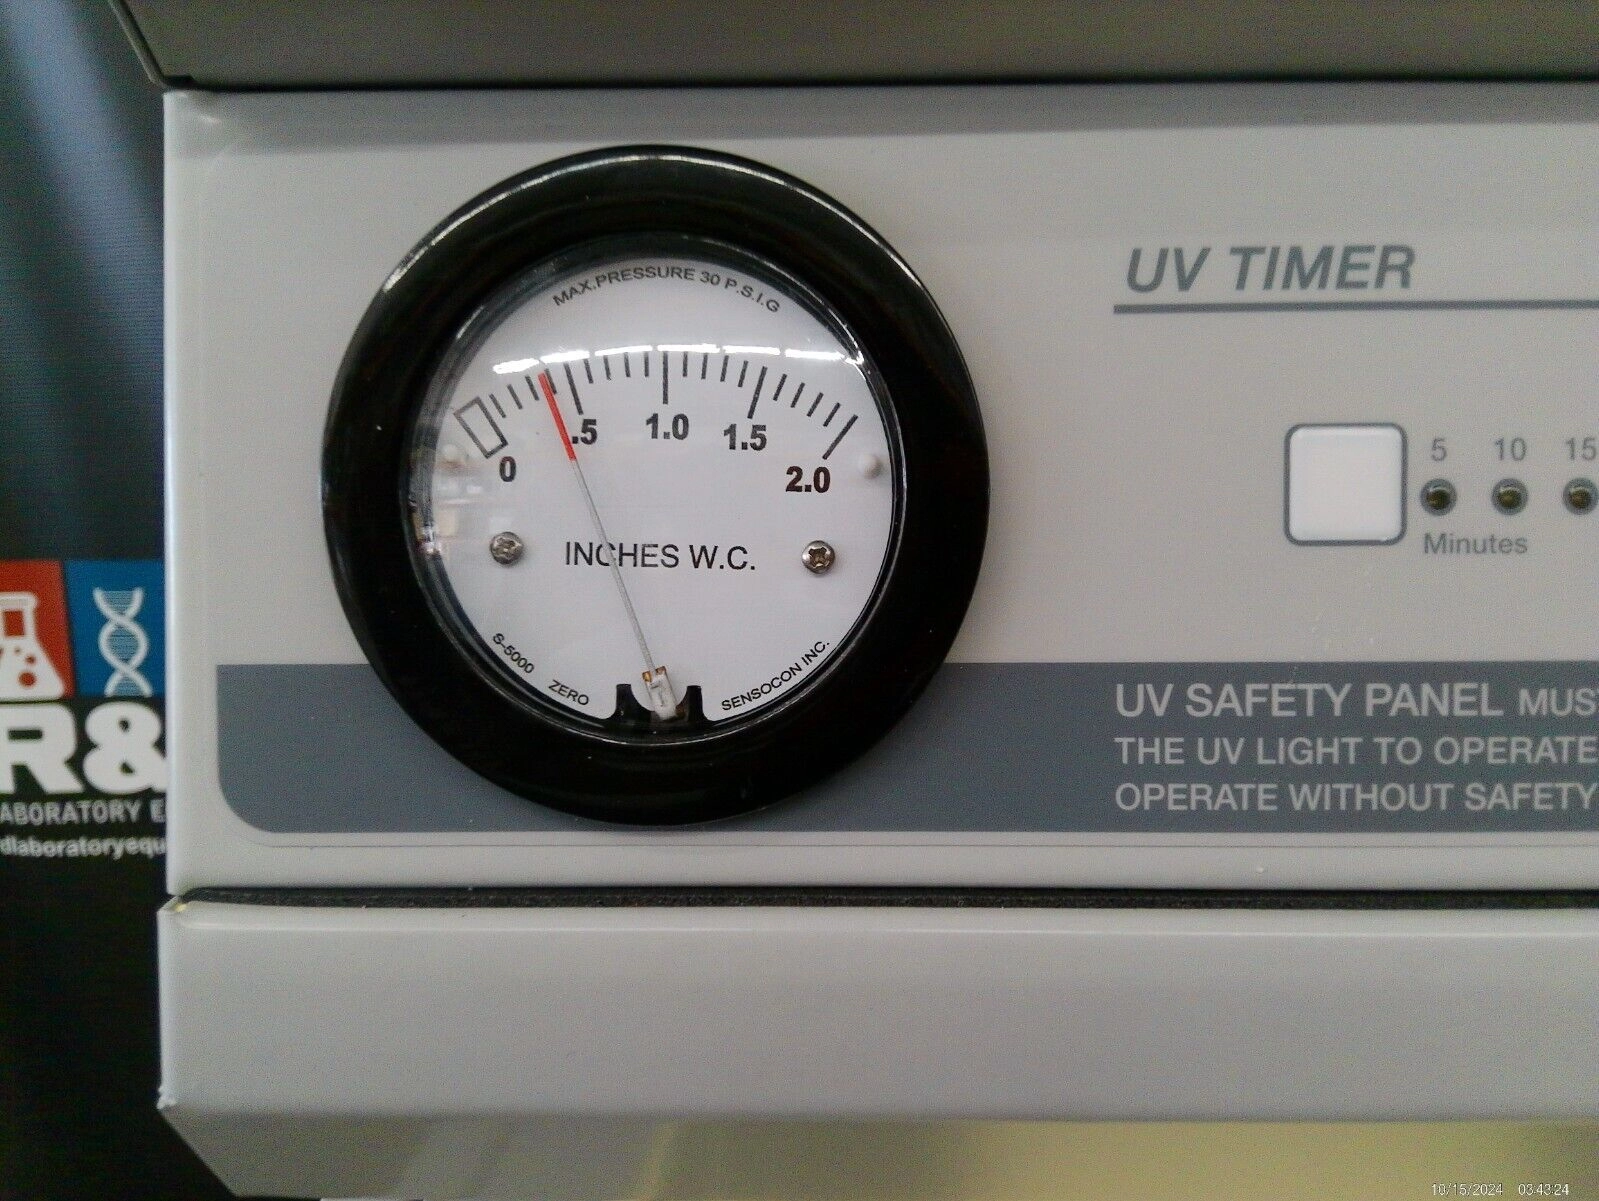 MAX.PRESSURE 30 P.S.I.G
0
.5
1.0
1.5
2.0
INCHES W.C.
S-5000
ZERO
SENSOCON INC.
UV TIMER
5 10 15
Minutes
UV SAFETY PANEL
THE UV LIGHT TO OPERATE
OPERATE WITHOUT SAFETY
R&
10/15/2024 03:43:24